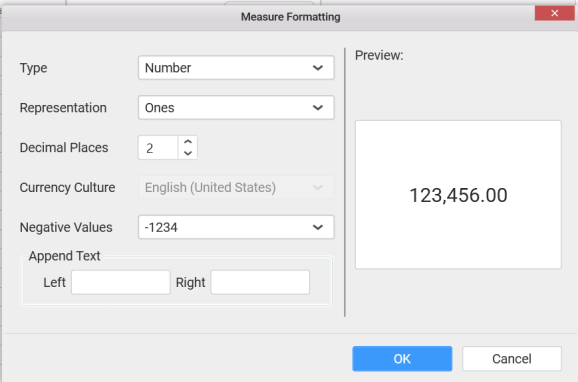 Measure Formatting
Type
Number
Representation
Ones
Decimal Places
2
Currency Culture
English (United States)
Negative Values
-1234
Append Text
Left
Right
Preview:
123,456.00
OK
Cancel